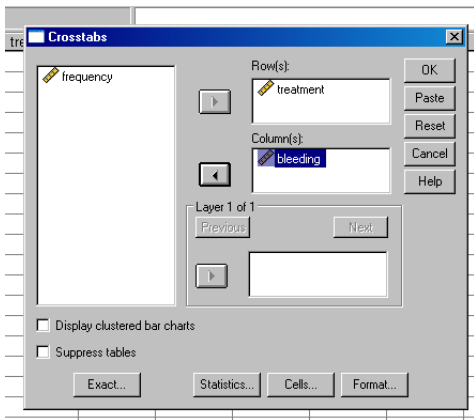 tre
Crosstabs
frequency
Row(s):
treatment
Column(s):
bleeding
Layer 1 of 1
Previous
Next
OK
Paste
Reset
Cancel
Help
Display clustered bar charts
Suppress tables
Exact...
Statistics...
Cells...
Format...